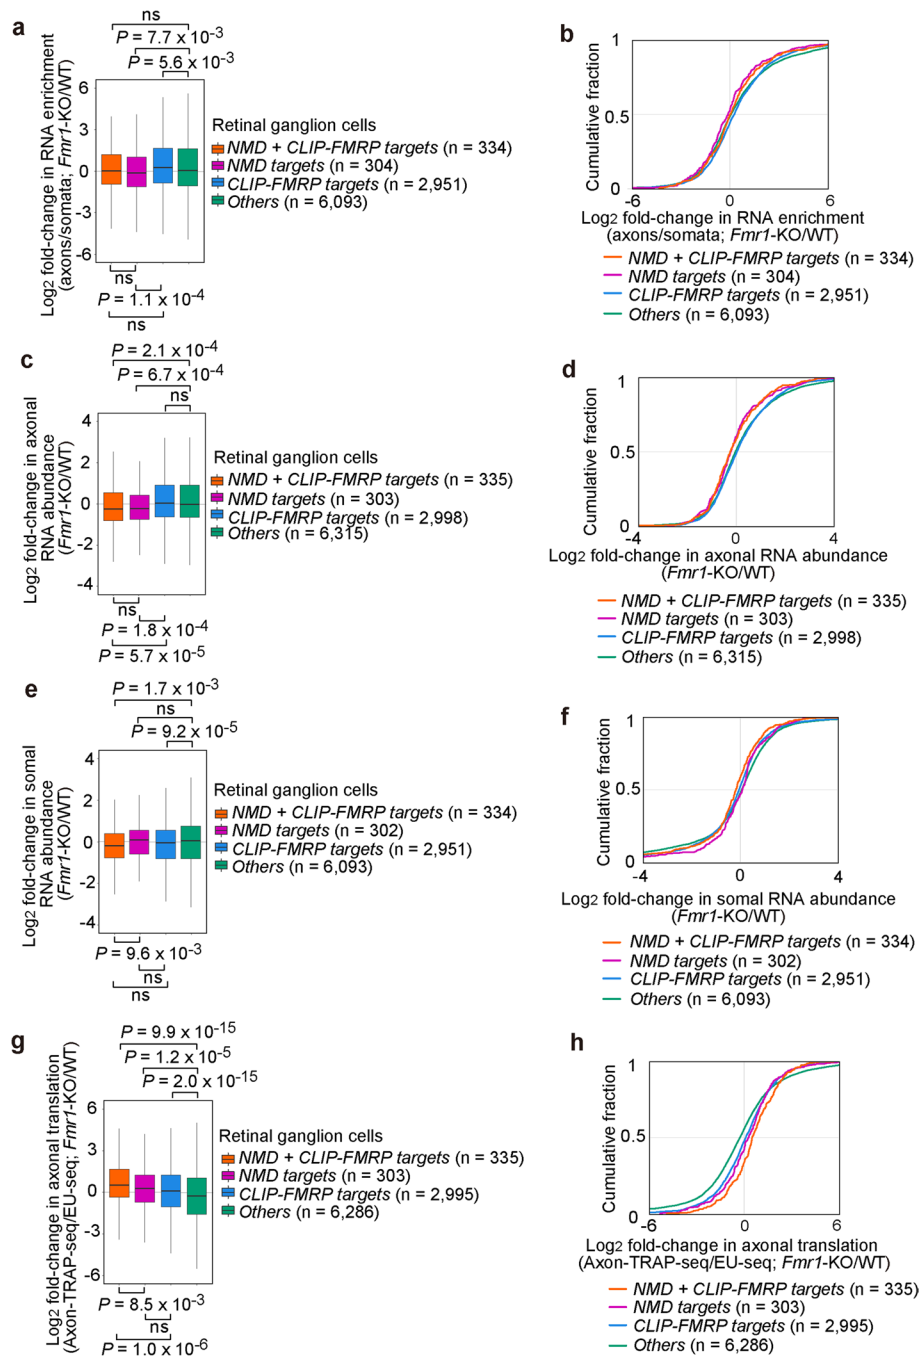 a
ns
P = 7.7 x 10-3
P = 5.6 x 10-3
Log2 fold-change in RNA enrichment
(axons/somata; Fmr1-KO/WT)
6
3
0
-3
-6
ns
P = 1.1 x 10-4
ns
Retinal ganglion cells
NMD + CLIP-FMRP targets (n = 334)
NMD targets (n = 304)
CLIP-FMRP targets (n = 2,951)
Others (n = 6,093)
b
Cumulative fraction
1
0.5
0
-6
0
6
Log2 fold-change in RNA enrichment
(axons/somata; Fmr1-KO/WT)
NMD + CLIP-FMRP targets (n = 334)
NMD targets (n = 304)
CLIP-FMRP targets (n = 2,951)
Others (n = 6,093)
c
P = 2.1 x 10-4
P = 6.7 x 10-4
ns
Log2 fold-change in axonal
RNA abundance
(Fmr1-KO/WT)
4
2
0
-2
-4
ns
P = 1.8 x 10-4
P = 5.7 x 10-5
Retinal ganglion cells
NMD + CLIP-FMRP targets (n = 335)
NMD targets (n = 303)
CLIP-FMRP targets (n = 2,998)
Others (n = 6,315)
d
Cumulative fraction
1
0.5
0
-4
0
4
Log2 fold-change in axonal RNA abundance
(Fmr1-KO/WT)
NMD + CLIP-FMRP targets (n = 335)
NMD targets (n = 303)
CLIP-FMRP targets (n = 2,998)
Others (n = 6,315)
e
P = 1.7 x 10-3
ns
P = 9.2 x 10-5
Log2 fold-change in somal
RNA abundance
(Fmr1-KO/WT)
4
2
0
-2
-4
P = 9.6 x 10-3
ns
ns
Retinal ganglion cells
NMD + CLIP-FMRP targets (n = 334)
NMD targets (n = 302)
CLIP-FMRP targets (n = 2,951)
Others (n = 6,093)
f
Cumulative fraction
1
0.5
0
-4
0
4
Log2 fold-change in somal RNA abundance
(Fmr1-KO/WT)
NMD + CLIP-FMRP targets (n = 334)
NMD targets (n = 302)
CLIP-FMRP targets (n = 2,951)
Others (n = 6,093)
g
P = 9.9 x 10-15
P = 1.2 x 10-5
P = 2.0 x 10-15
Log2 fold-change in axonal translation
(Axon-TRAP-seq/EU-seq; Fmr1-KO/WT)
6
3
0
-3
-6
P = 8.5 x 10-3
ns
P = 1.0 x 10-6
Retinal ganglion cells
NMD + CLIP-FMRP targets (n = 335)
NMD targets (n = 303)
CLIP-FMRP targets (n = 2,995)
Others (n = 6,286)
h
Cumulative fraction
1
0.5
0
-6
0
6
Log2 fold-change in axonal translation
(Axon-TRAP-seq/EU-seq; Fmr1-KO/WT)
NMD + CLIP-FMRP targets (n = 335)
NMD targets (n = 303)
CLIP-FMRP targets (n = 2,995)
Others (n = 6,286)